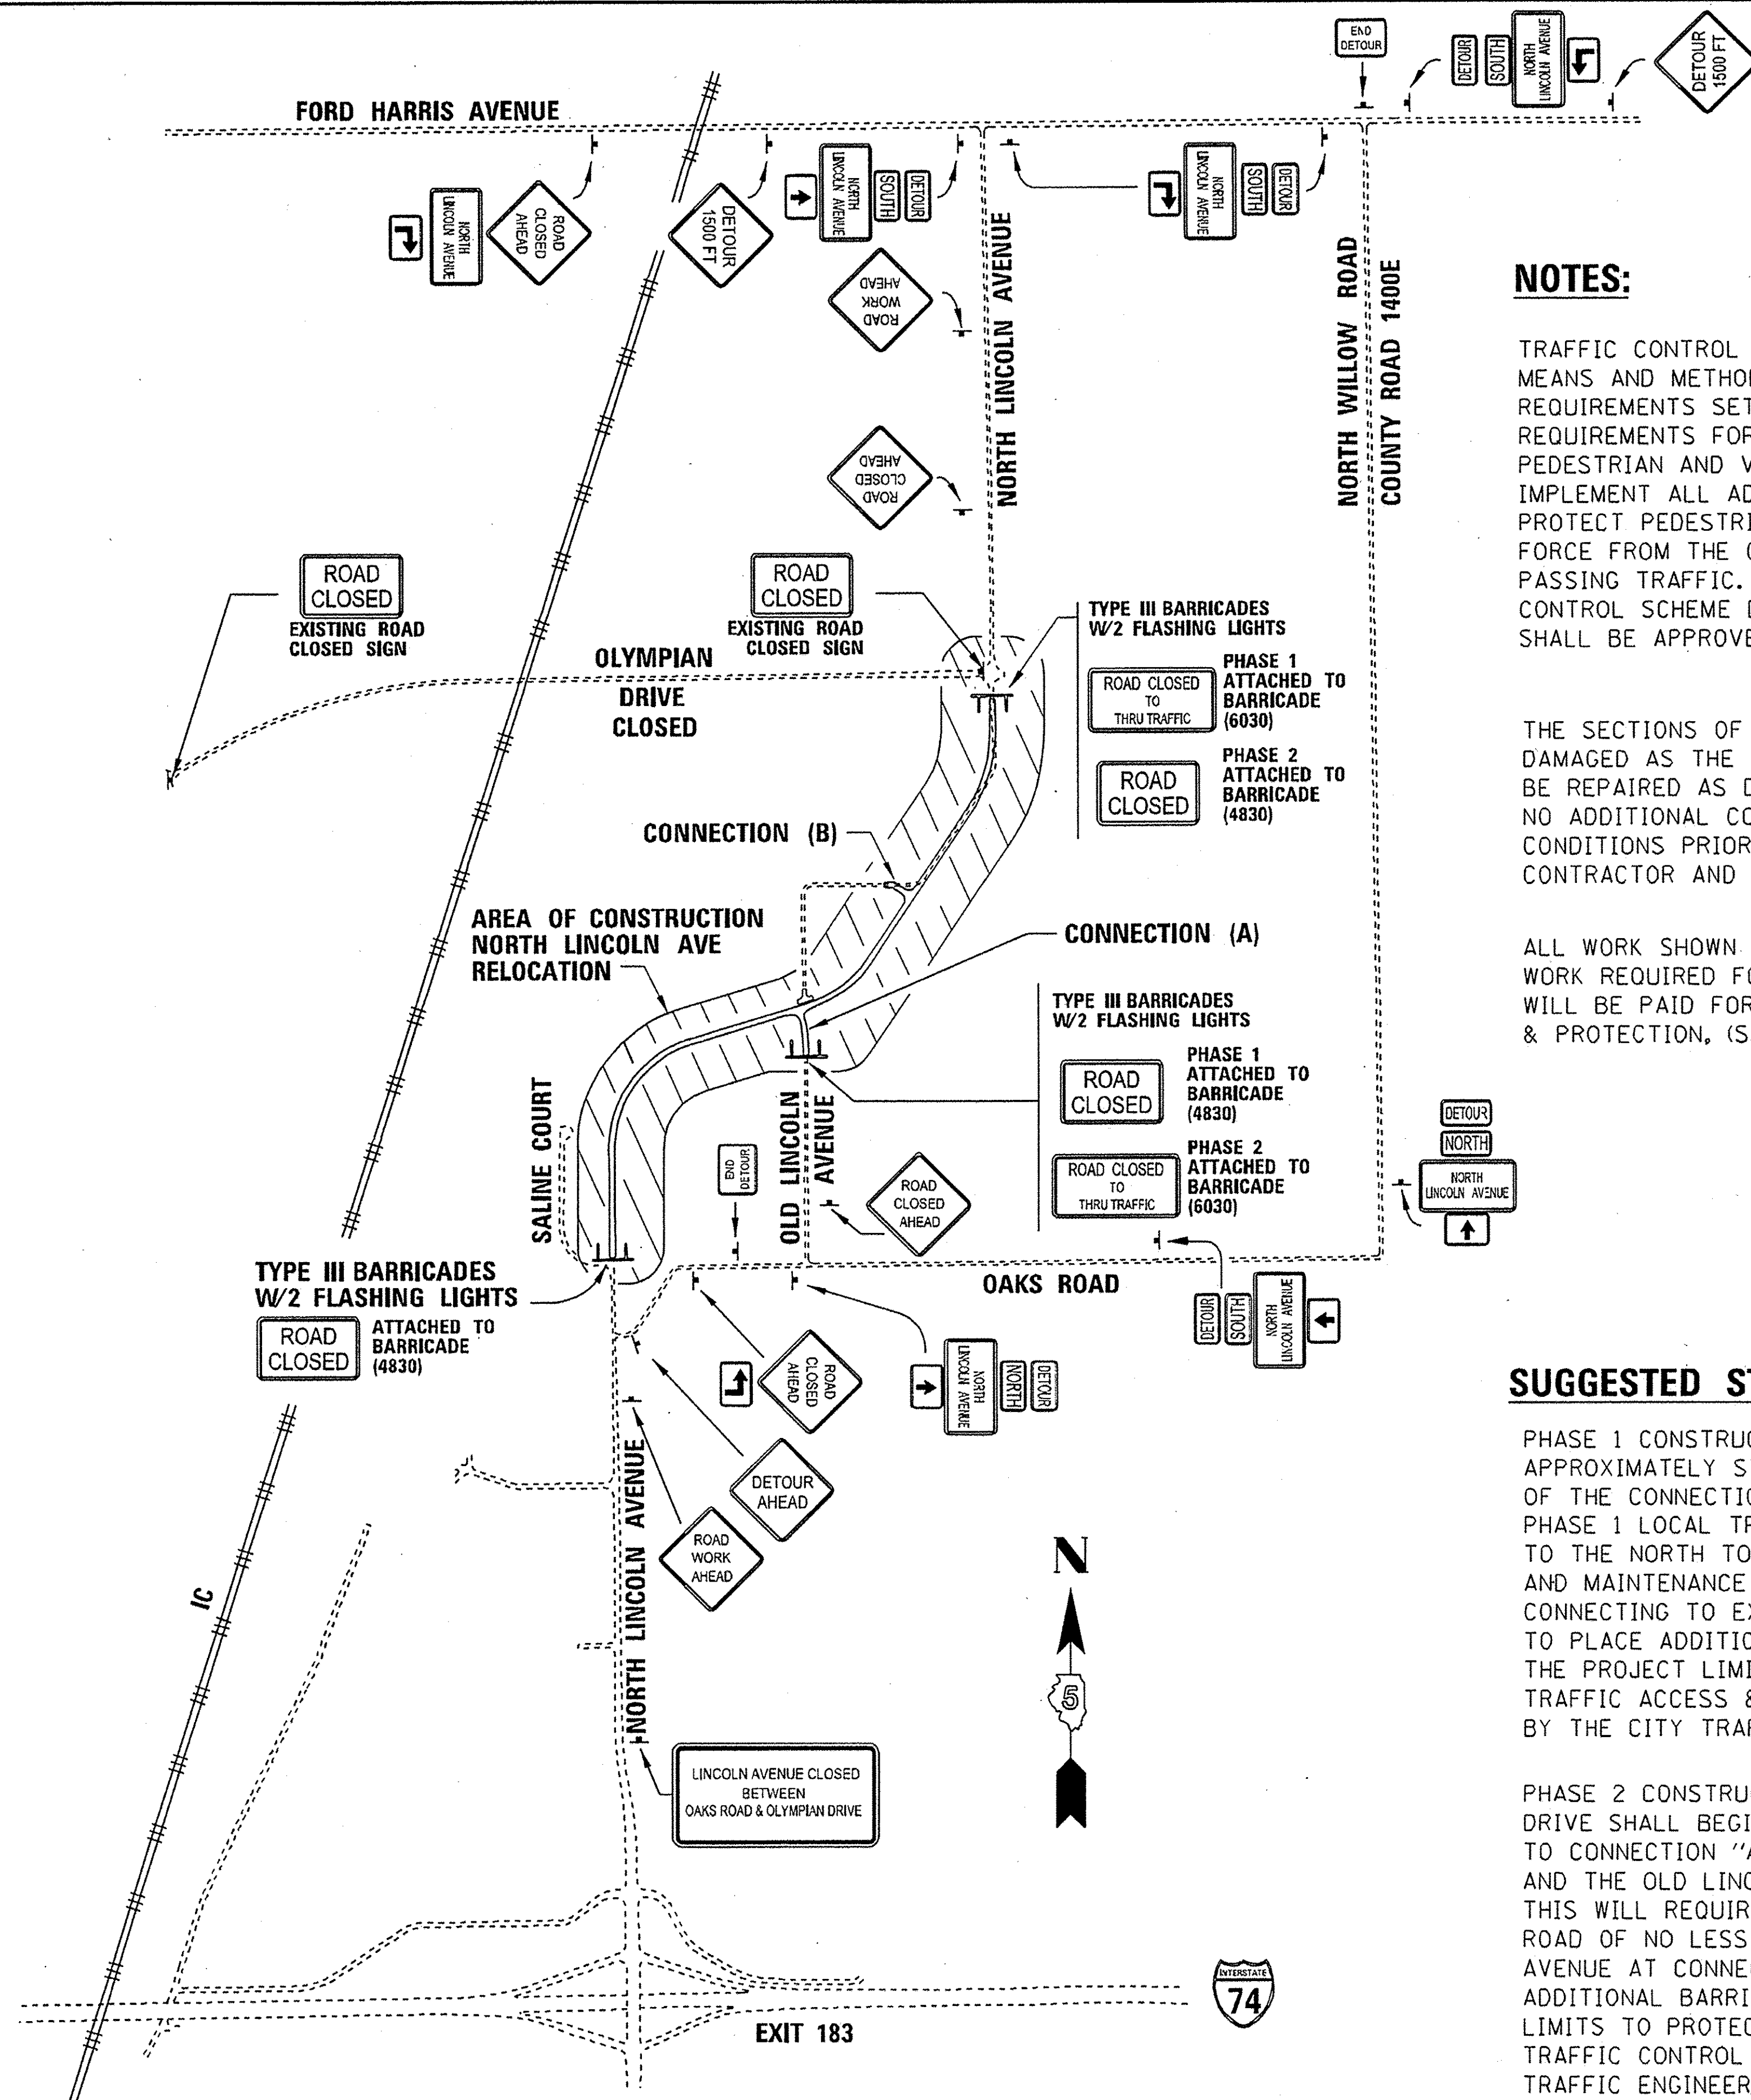 END
DETOUR
DETOUR
SOUTH
NORTH
LINCOLN AVENUE
DETOUR
1500 FT
FORD HARRIS AVENUE
NORTH
LINCOLN AVENUE
ROAD
CLOSED
AHEAD
DETOUR
1500 FT
NORTH
LINCOLN AVENUE
SOUTH
DETOUR
NORTH
LINCOLN AVENUE
SOUTH
DETOUR
ROAD
WORK
AHEAD
NORTH LINCOLN AVENUE
NORTH WILLOW ROAD
COUNTY ROAD 1400E
ROAD
CLOSED
AHEAD
ROAD
CLOSED
EXISTING ROAD
CLOSED SIGN
ROAD
CLOSED
EXISTING ROAD
CLOSED SIGN
OLYMPIAN
DRIVE
CLOSED
TYPE III BARRICADES
W/2 FLASHING LIGHTS
ROAD CLOSED
TO
THRU TRAFFIC
PHASE 1
ATTACHED TO
BARRICADE
(6030)
ROAD
CLOSED
PHASE 2
ATTACHED TO
BARRICADE
(4830)
CONNECTION (B)
AREA OF CONSTRUCTION
NORTH LINCOLN AVE
RELOCATION
CONNECTION (A)
TYPE III BARRICADES
W/2 FLASHING LIGHTS
ROAD
CLOSED
PHASE 1
ATTACHED TO
BARRICADE
(4830)
ROAD CLOSED
TO
THRU TRAFFIC
PHASE 2
ATTACHED TO
BARRICADE
(6030)
SALINE COURT
END
DETOUR
OLD LINCOLN
AVENUE
ROAD
CLOSED
AHEAD
DETOUR
NORTH
NORTH
LINCOLN AVENUE
TYPE III BARRICADES
W/2 FLASHING LIGHTS
ROAD
CLOSED
ATTACHED TO
BARRICADE
(4830)
OAKS ROAD
DETOUR
SOUTH
NORTH
LINCOLN AVENUE
ROAD
CLOSED
AHEAD
NORTH
LINCOLN AVENUE
NORTH
DETOUR
DETOUR
AHEAD
ROAD
WORK
AHEAD
NORTH LINCOLN AVENUE
IC
N
5
LINCOLN AVENUE CLOSED
BETWEEN
OAKS ROAD & OLYMPIAN DRIVE
INTERSTATE
74
EXIT 183
NOTES:
TRAFFIC CONTROL
MEANS AND METHO
REQUIREMENTS SET
REQUIREMENTS FOR
PEDESTRIAN AND V
IMPLEMENT ALL AD
PROTECT PEDESTRI
FORCE FROM THE
PASSING TRAFFIC.
CONTROL SCHEME
SHALL BE APPROVE
THE SECTIONS OF
DAMAGED AS THE
BE REPAIRED AS D
NO ADDITIONAL CO
CONDITIONS PRIOR
CONTRACTOR AND
ALL WORK SHOWN
WORK REQUIRED FO
WILL BE PAID FOR
& PROTECTION, (S
SUGGESTED ST
PHASE 1 CONSTRUC
APPROXIMATELY S
OF THE CONNECTIO
PHASE 1 LOCAL TR
TO THE NORTH TO
AND MAINTENANCE
CONNECTING TO EX
TO PLACE ADDITIO
THE PROJECT LIMI
TRAFFIC ACCESS &
BY THE CITY TRAF
PHASE 2 CONSTRU
DRIVE SHALL BEGI
TO CONNECTION "A
AND THE OLD LINC
THIS WILL REQUIR
ROAD OF NO LESS
AVENUE AT CONNE
ADDITIONAL BARRI
LIMITS TO PROTEC
TRAFFIC CONTROL
TRAFFIC ENGINEER